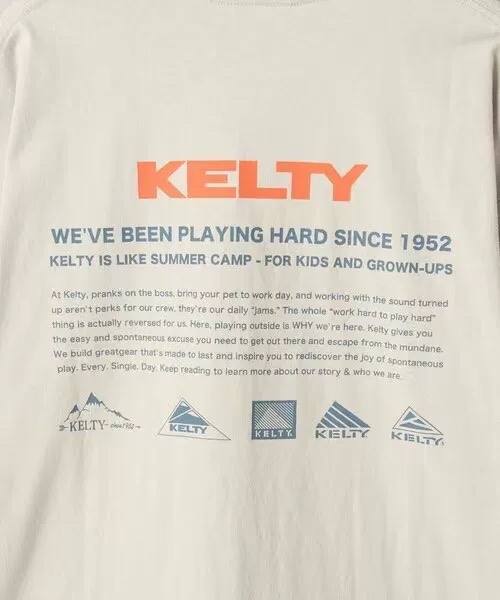 KELTY
WE'VE BEEN PLAYING HARD SINCE 1952
KELTY IS LIKE SUMMER CAMP - FOR KIDS AND GROWN-UPS
At Kelty, pranks on the boss, bring your pet to work day, and working with the sound turned
up aren't perks for our crew, they're our daily "jams." The whole "work hard to play hard"
thing is actually reversed for us. Here, playing outside is WHY we're here. Kelty gives you
the easy and spontaneous excuse you need to get out there and escape from the mundane.
We build greatgear that's made to last and inspire you to rediscover the joy of spontaneous
play. Every. Single. Day. Keep reading to learn more about our story & who we are.
KELTY since1952 KELTY KELTY KELTY KELTY